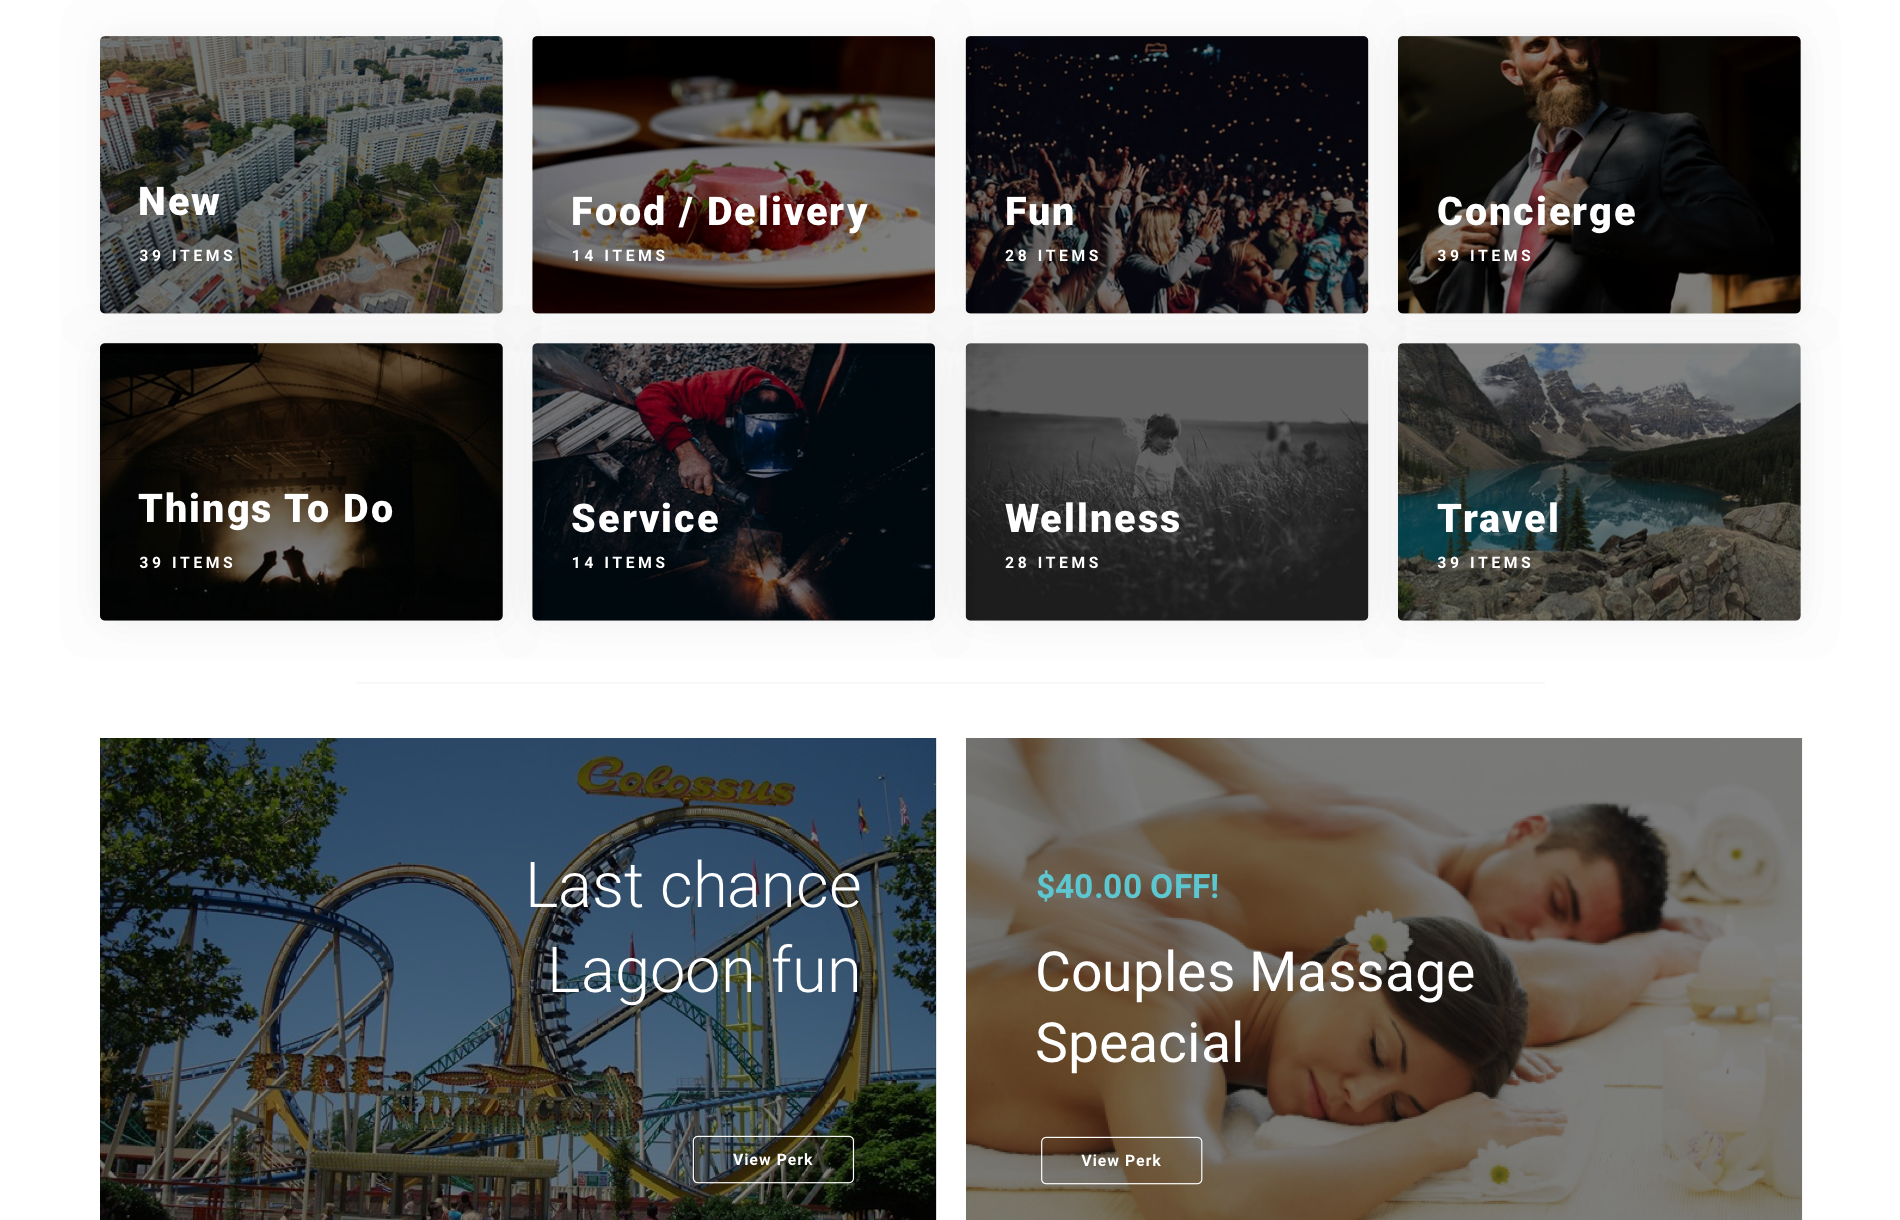 New
39 ITEMS
Food / Delivery
14 ITEMS
Fun
28 ITEMS
Concierge
39 ITEMS
Things To Do
39 ITEMS
Service
14 ITEMS
Wellness
28 ITEMS
Travel
39 ITEMS
Colossus
Last chance
Lagoon fun
FIRE
View Perk
$40.00 OFF!
Couples Massage
Speacial
View Perk